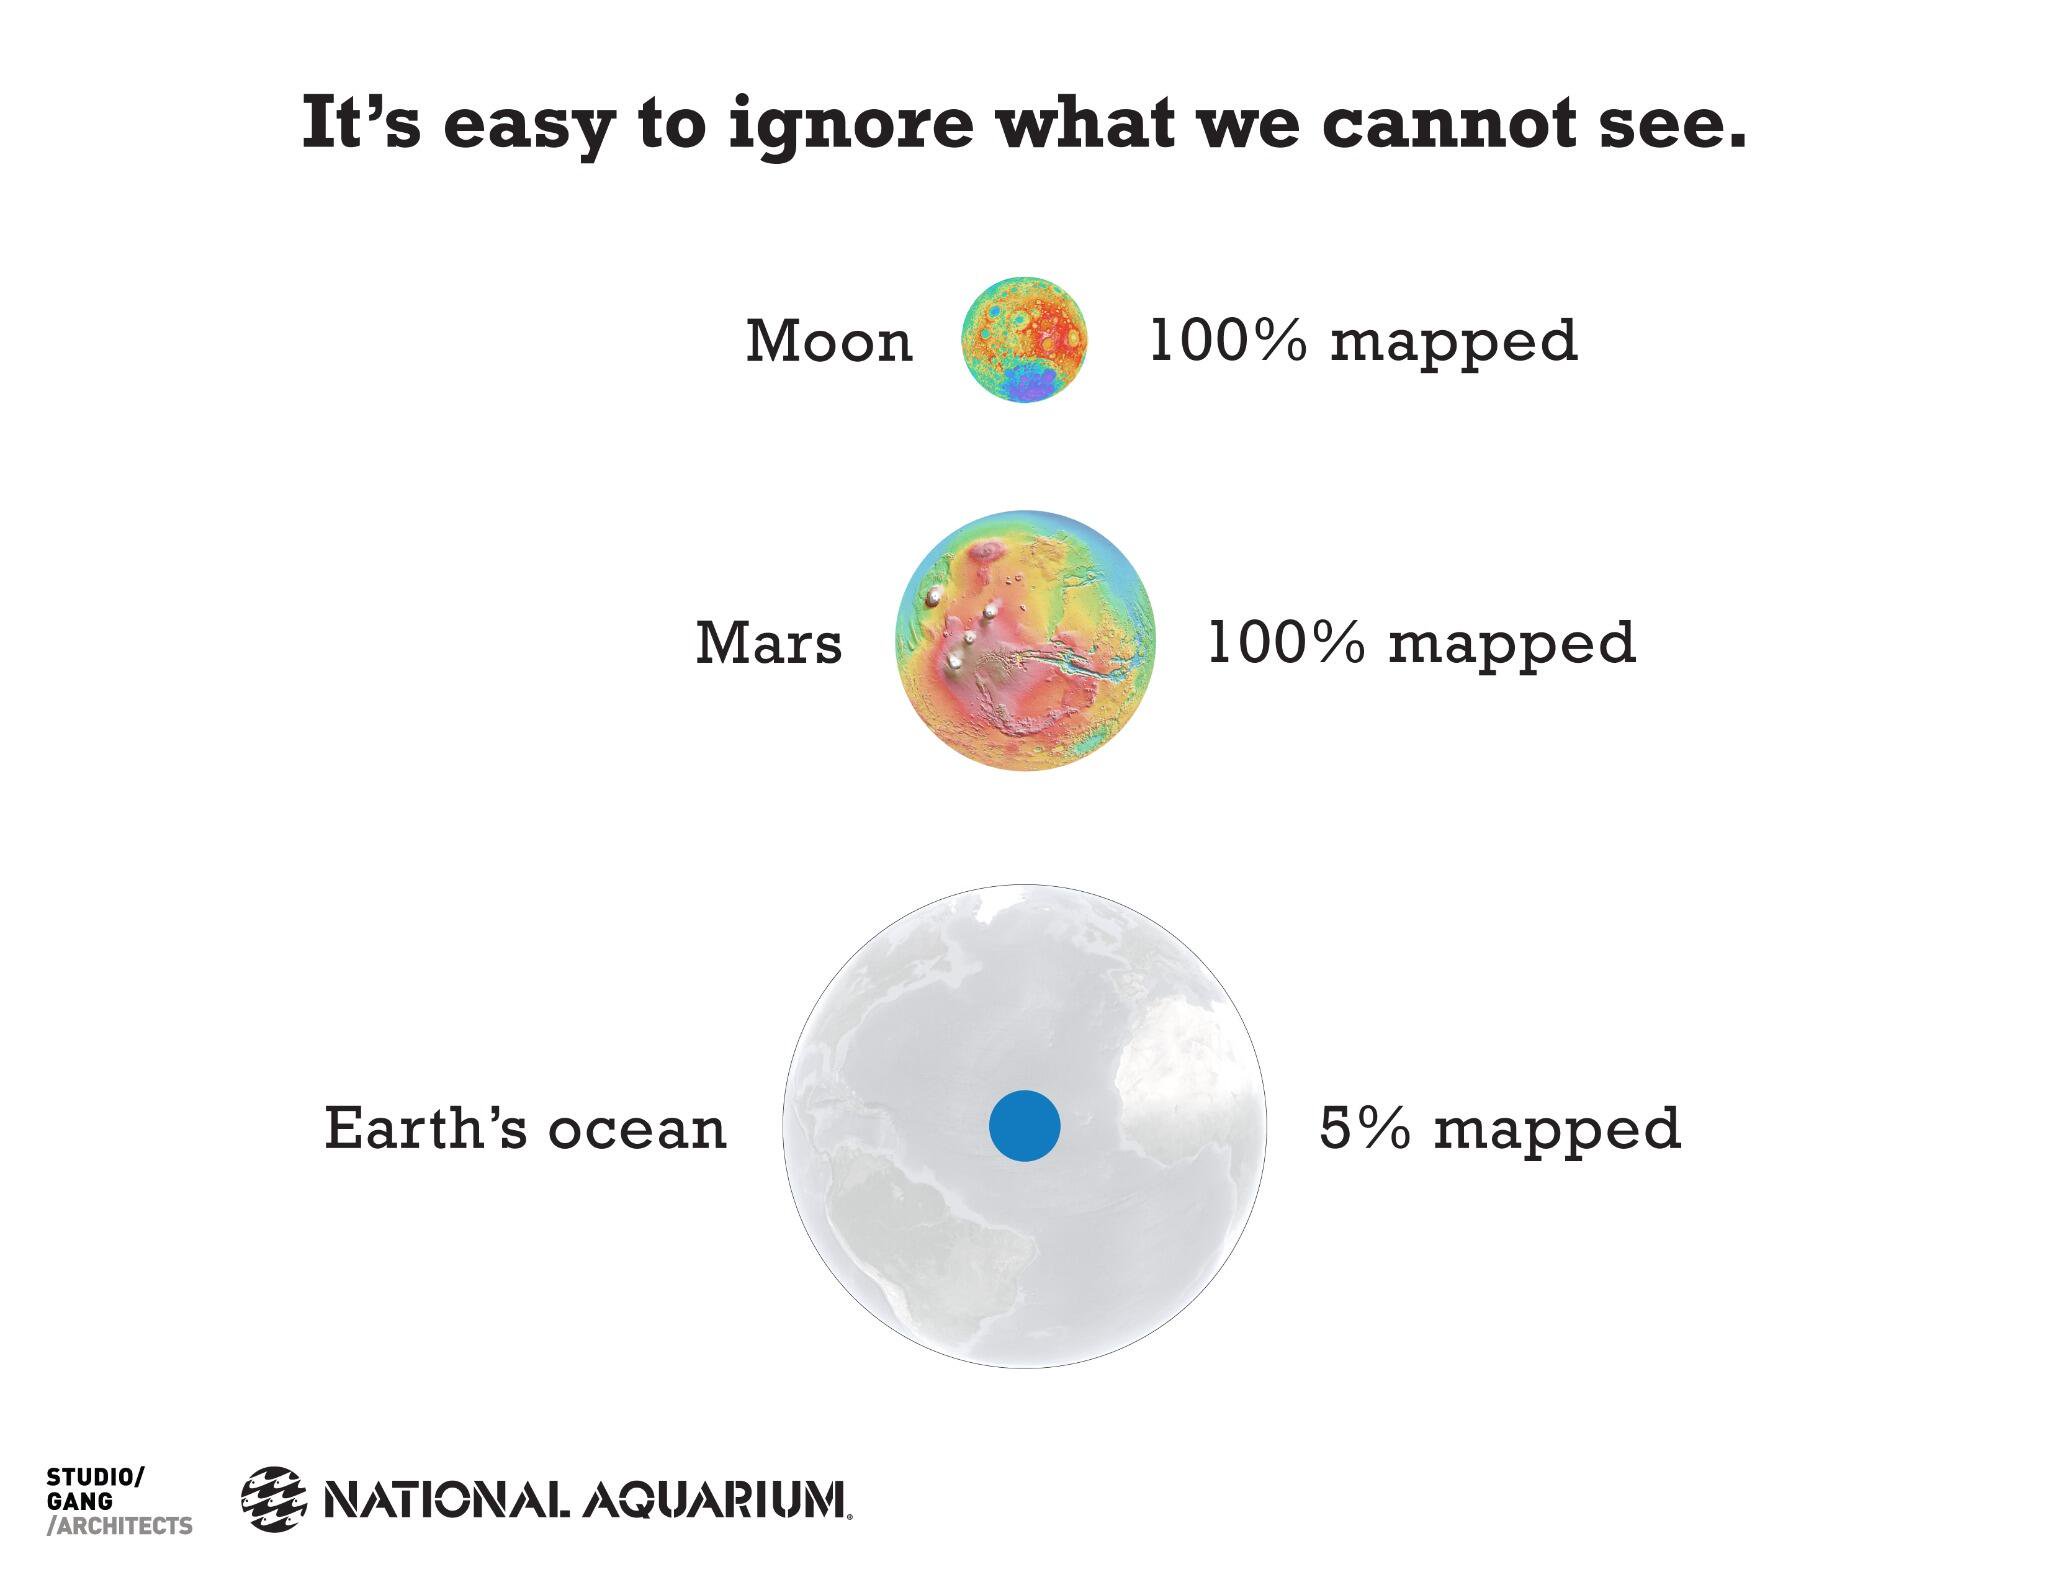 It’s easy to ignore what we cannot see.
Moon 100% mapped
Mars 100% mapped
Earth’s ocean 5% mapped
STUDIO/
GANG
/ARCHITECTS
NATIONAL AQUARIUM®